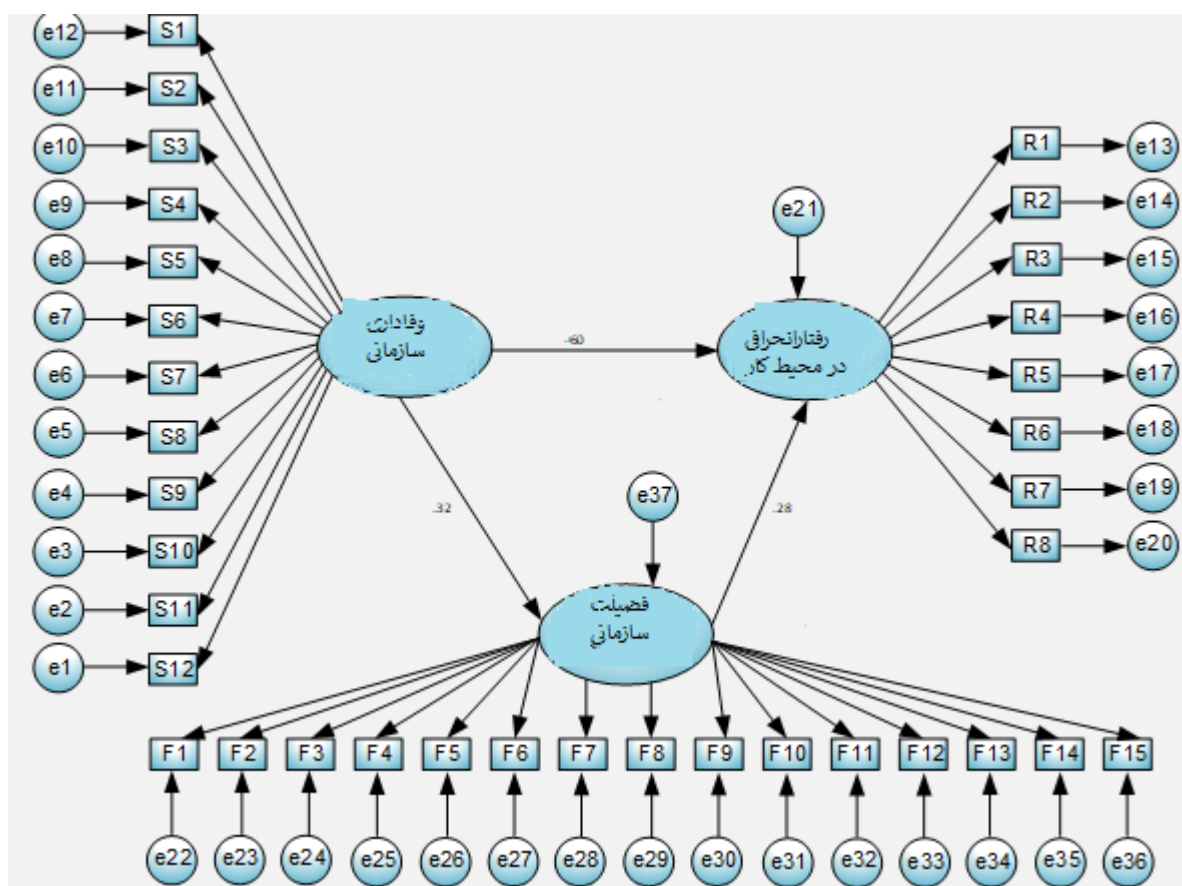 e12 S1
e11 S2
e10 S3
e9 S4
e8 S5
e7 S6
e6 S7
e5 S8
e4 S9
e3 S10
e2 S11
e1 S12
وفاداری
سازمانی
-.60
e21
رفتارانحرافی
در محیط کار
R1 e13
R2 e14
R3 e15
R4 e16
R5 e17
R6 e18
R7 e19
R8 e20
.32
e37
.28
فضیلت
سازمانی
F1 F2 F3 F4 F5 F6 F7 F8 F9 F10 F11 F12 F13 F14 F15
e22 e23 e24 e25 e26 e27 e28 e29 e30 e31 e32 e33 e34 e35 e36